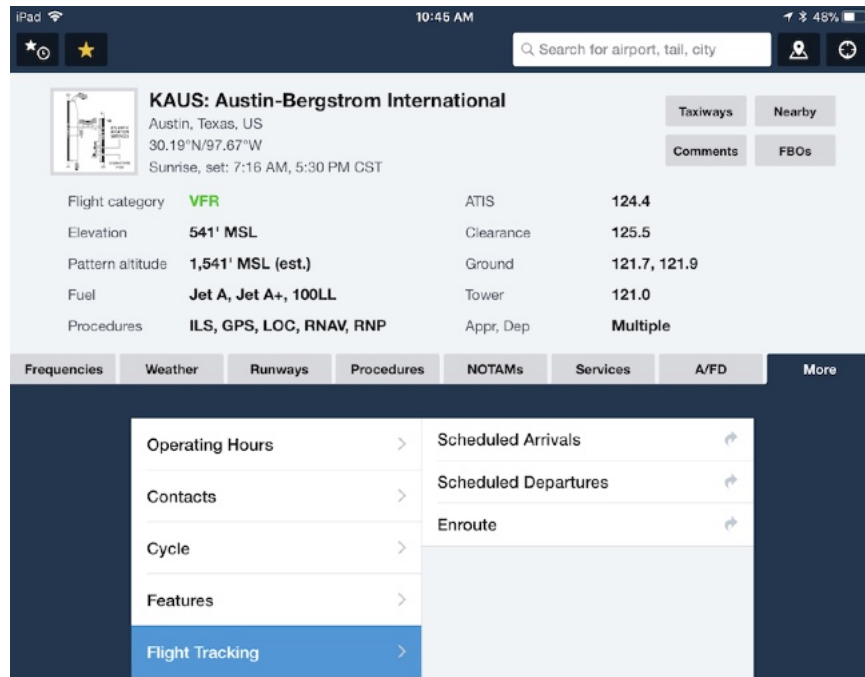 iPad
10:45 AM
48%
Search for airport, tail, city
KAUS: Austin-Bergstrom International
Austin, Texas, US
30.19°N/97.67°W
Sunrise, set: 7:16 AM, 5:30 PM CST
Taxiways
Nearby
Comments
FBOs
Flight category VFR
Elevation 541' MSL
Pattern altitude 1,541' MSL (est.)
Fuel Jet A, Jet A+, 100LL
Procedures ILS, GPS, LOC, RNAV, RNP
ATIS 124.4
Clearance 125.5
Ground 121.7, 121.9
Tower 121.0
Appr, Dep Multiple
Frequencies
Weather
Runways
Procedures
NOTAMs
Services
A/FD
More
Operating Hours
Contacts
Cycle
Features
Flight Tracking
Scheduled Arrivals
Scheduled Departures
Enroute